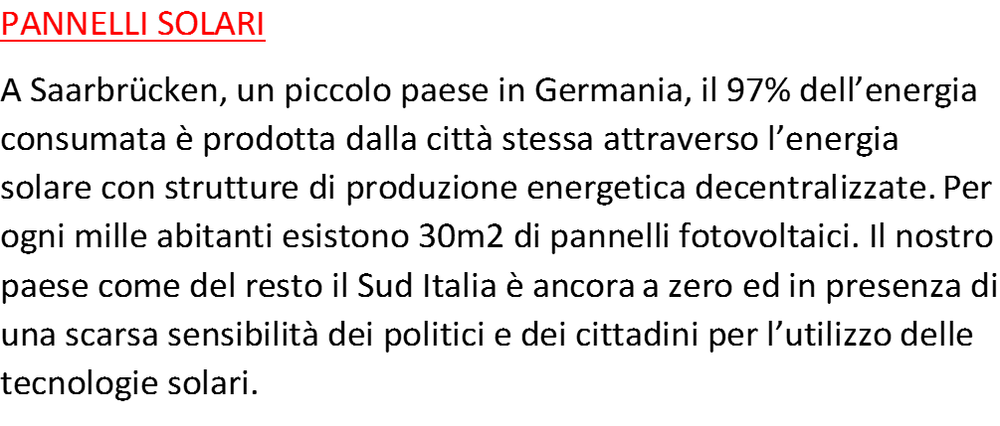 PANNELLI SOLARI
A Saarbrücken, un piccolo paese in Germania, il 97% dell’energia
consumata è prodotta dalla città stessa attraverso l’energia
solare con strutture di produzione energetica decentralizzate. Per
ogni mille abitanti esistono 30m2 di pannelli fotovoltaici. Il nostro
paese come del resto il Sud Italia è ancora a zero ed in presenza di
una scarsa sensibilità dei politici e dei cittadini per l’utilizzo delle
tecnologie solari.